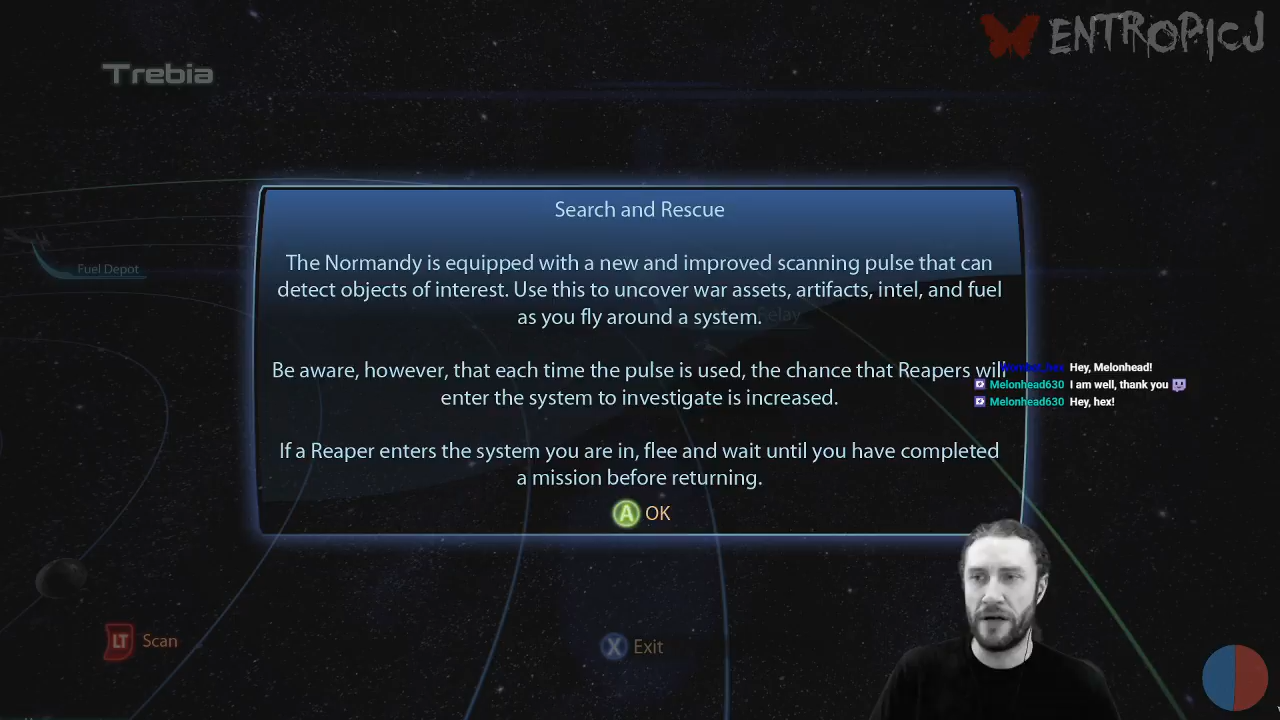 ENTROPICJ
Trebia
Search and Rescue
Fuel Depot
The Normandy is equipped with a new and improved scanning pulse that can
detect objects of interest. Use this to uncover war assets, artifacts, intel, and fuel
as you fly around a system.
Relay
Be aware, however, that each time the pulse is used, the chance that Reapers will
enter the system to investigate is increased.
Hey, Melonhead!
Melonhead630 I am well, thank you
Melonhead630 Hey, hex!
If a Reaper enters the system you are in, flee and wait until you have completed
a mission before returning.
A OK
LT Scan
X Exit